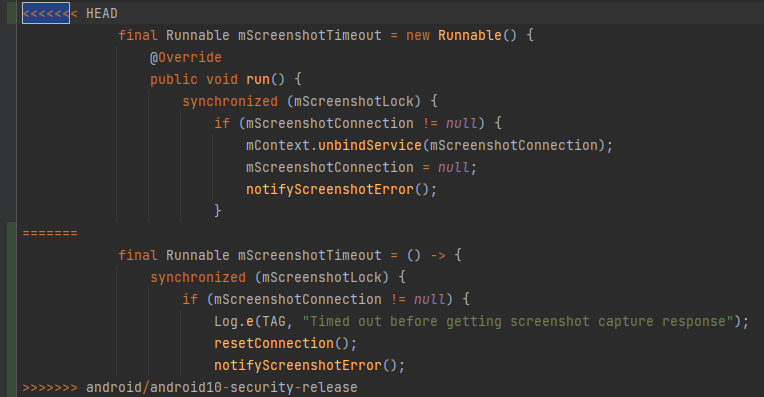 <<<<<<< HEAD
            final Runnable mScreenshotTimeout = new Runnable() {
                @Override
                public void run() {
                    synchronized (mScreenshotLock) {
                        if (mScreenshotConnection != null) {
                            mContext.unbindService(mScreenshotConnection);
                            mScreenshotConnection = null;
                            notifyScreenshotError();
                        }
=======
            final Runnable mScreenshotTimeout = () -> {
                synchronized (mScreenshotLock) {
                    if (mScreenshotConnection != null) {
                        Log.e(TAG, "Timed out before getting screenshot capture response");
                        resetConnection();
                        notifyScreenshotError();
>>>>>>> android/android10-security-release